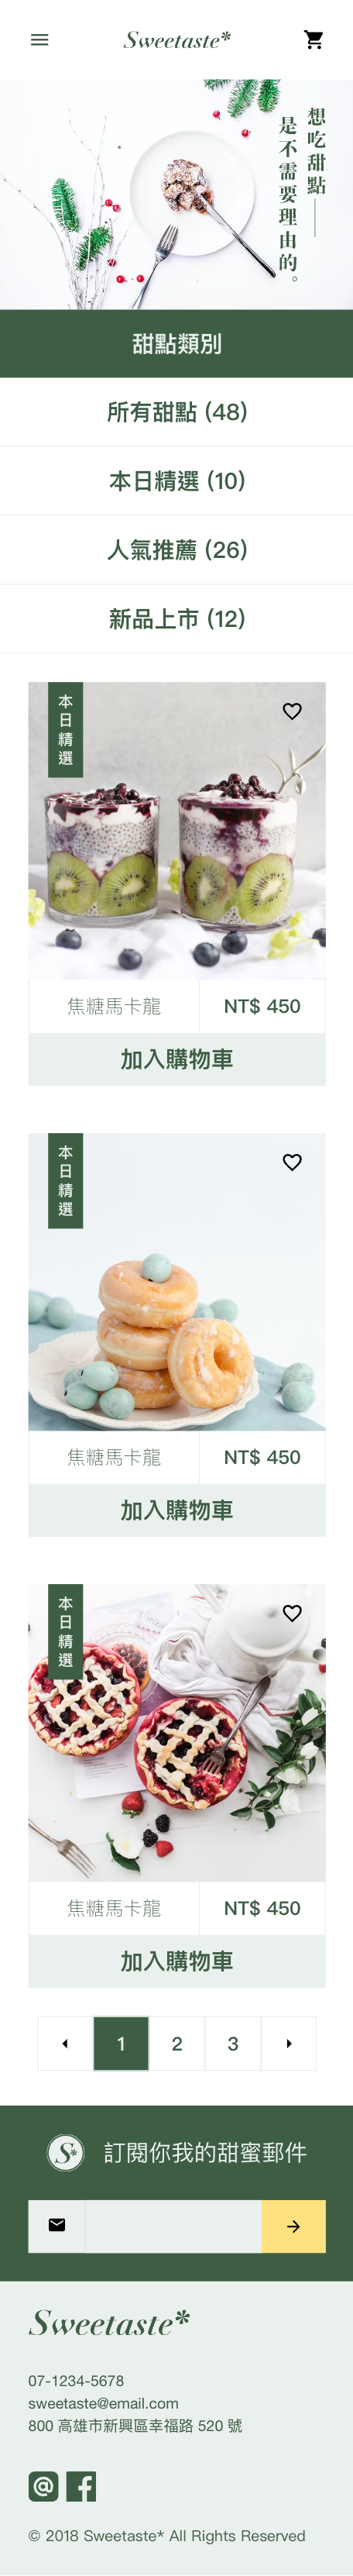 Sweetaste*
想吃甜點——
是不需要理由的。
甜點類別
所有甜點 (48)
本日精選 (10)
人氣推薦 (26)
新品上市 (12)
本日精選
焦糖馬卡龍 NT$ 450
加入購物車
本日精選
焦糖馬卡龍 NT$ 450
加入購物車
本日精選
焦糖馬卡龍 NT$ 450
加入購物車
1 2 3
S* 訂閱你我的甜蜜郵件
Sweetaste*
07-1234-5678
sweetaste@email.com
800 高雄市新興區幸福路 520 號
© 2018 Sweetaste* All Rights Reserved